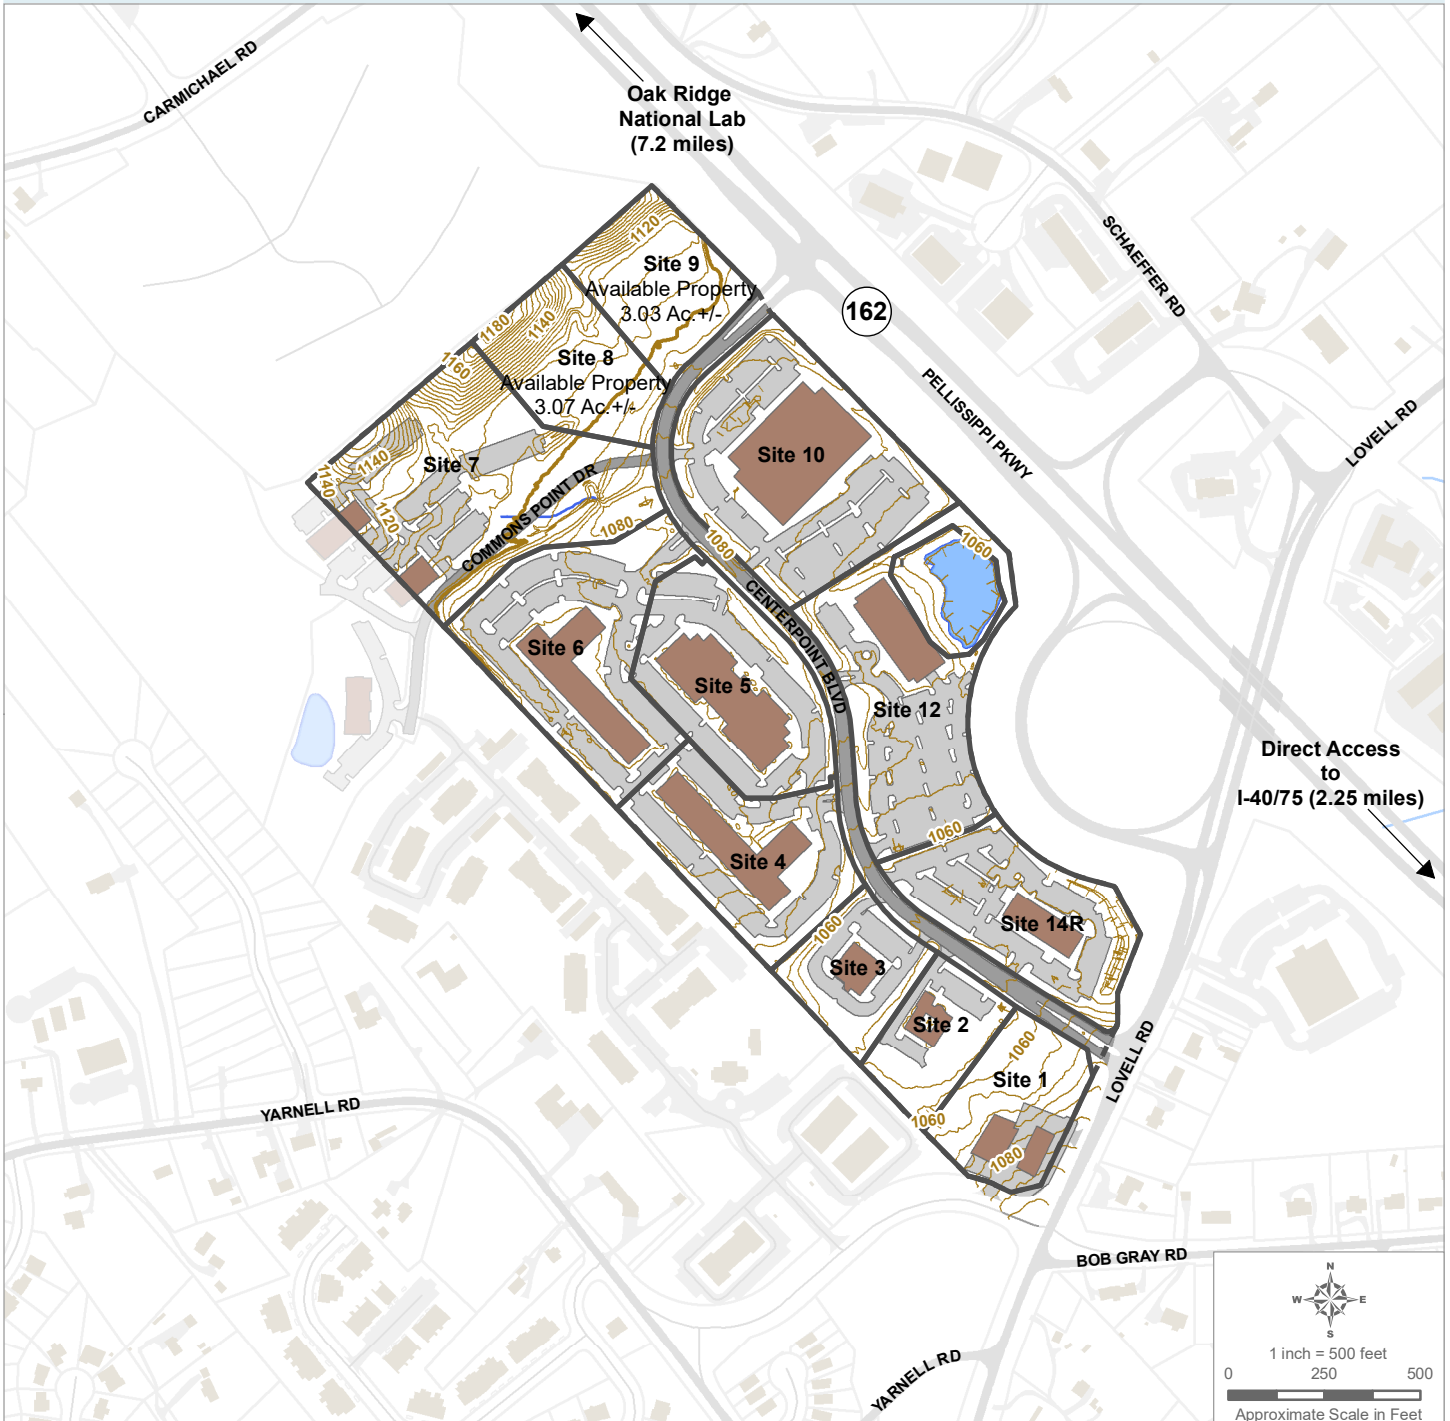 CARMICHAEL RD
Oak Ridge
National Lab
(7.2 miles)
SCHAEFFER RD
1120
Site 9
Available Property
3.03 Ac.+/-
162
1180
1140
1160
Site 8
Available Property
3.07 Ac.+/-
PELLISSIPPI PKWY
LOVELL RD
1140
1140
Site 7
1120
Site 10
COMMONS POINT DR
1080
1080
1060
CENTERPOINT BLVD
Site 6
Site 5
Site 12
Direct Access
to
I-40/75 (2.25 miles)
1060
Site 4
Site 14R
1060
Site 3
Site 2
1060
Site 1
LOVELL RD
1060
1080
YARNELL RD
BOB GRAY RD
YARNELL RD
N
W E
S
1 inch = 500 feet
0 250 500
Approximate Scale in Feet